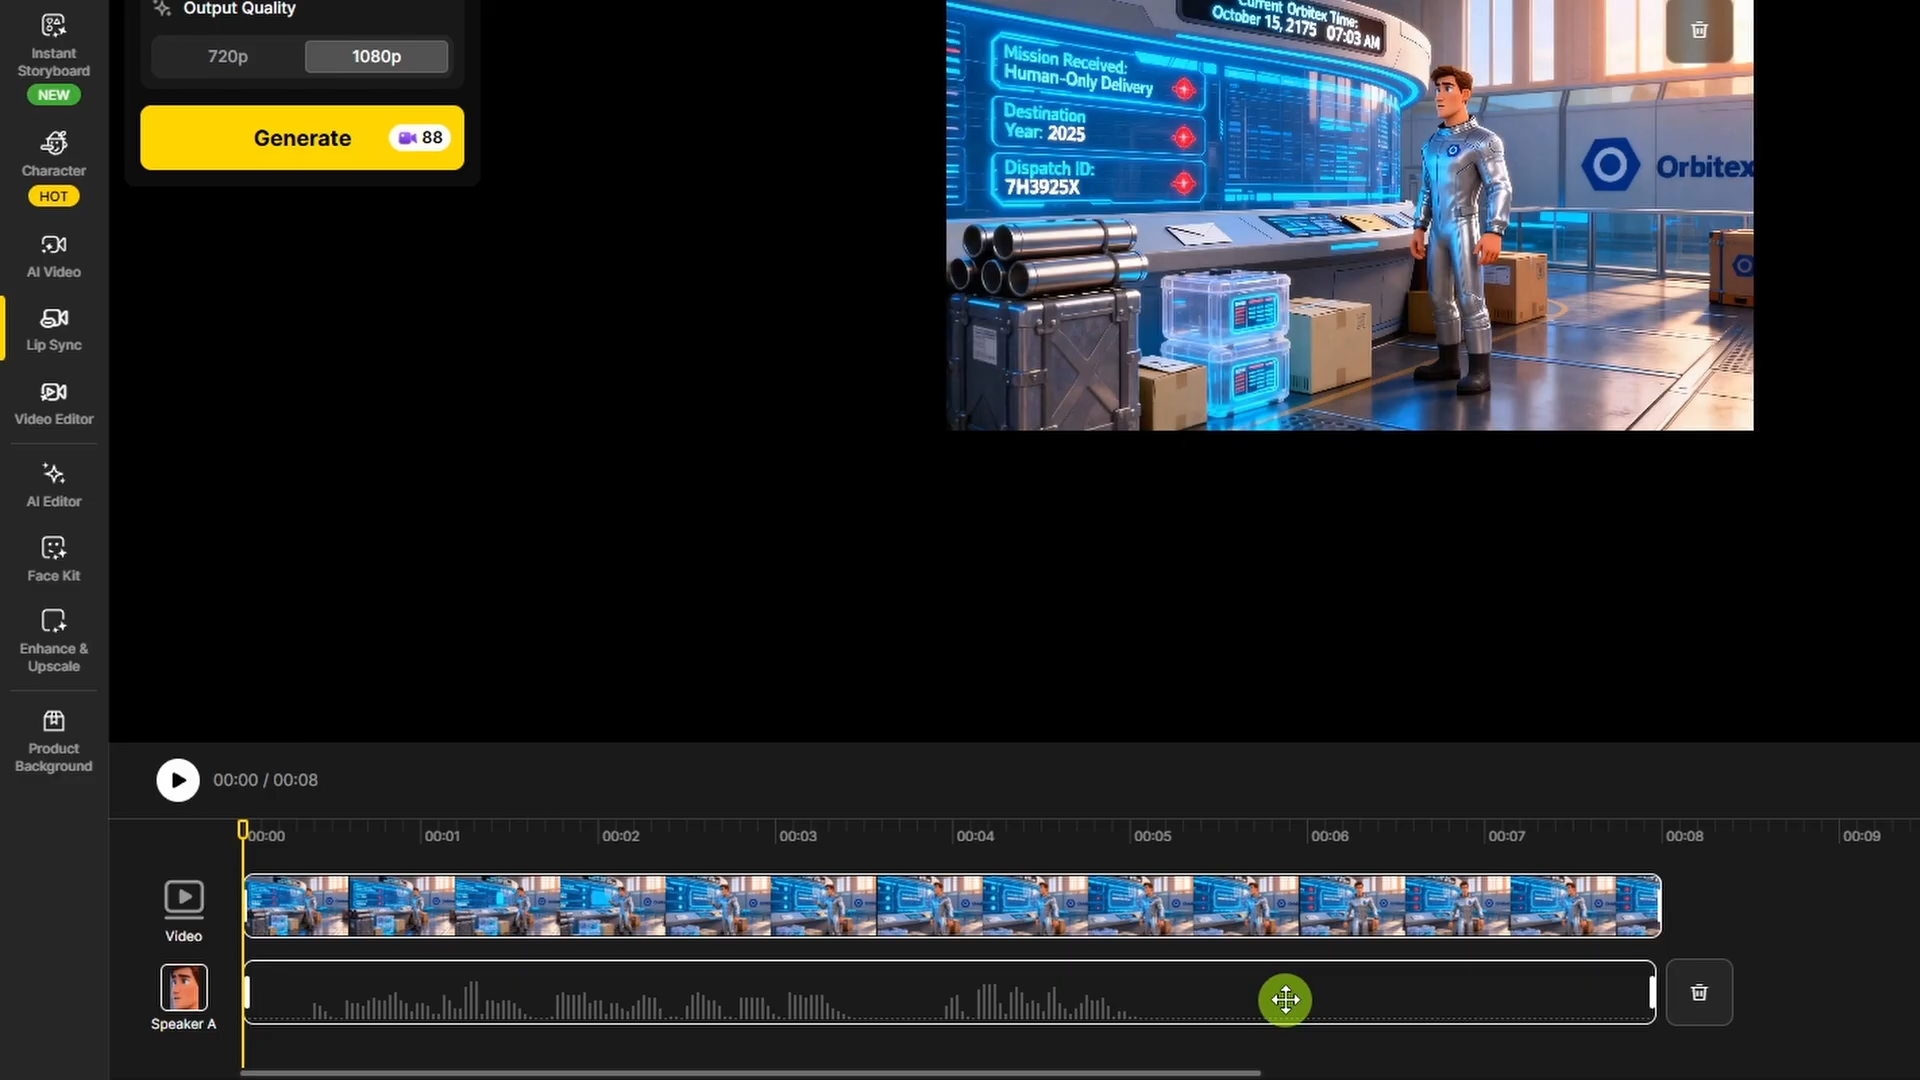 Instant
Storyboard
NEW
Character
HOT
AI Video
Lip Sync
Video Editor
AI Editor
Face Kit
Enhance &
Upscale
Product
Background
Output Quality
720p
1080p
Generate
88
Current Orbitex Time:
October 15, 2175 07:03 AM
Mission Received:
Human-Only Delivery
Destination
Year: 2025
Dispatch ID:
7H3925X
Orbitex
00:00 / 00:08
00:00
00:01
00:02
00:03
00:04
00:05
00:06
00:07
00:08
00:09
Video
Speaker A